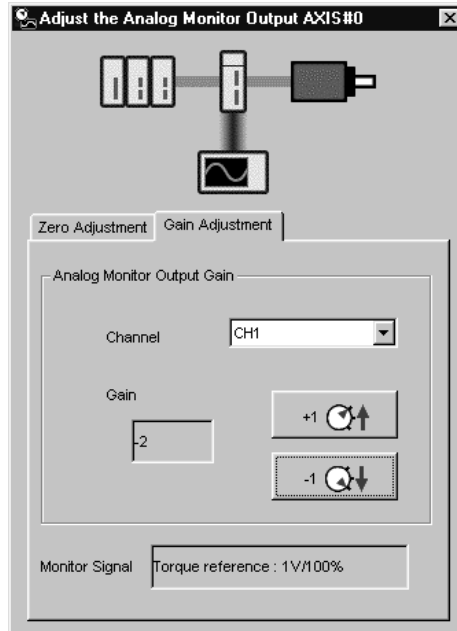 Adjust the Analog Monitor Output AXIS#0
Zero Adjustment
Gain Adjustment
Analog Monitor Output Gain
Channel
CH1
Gain
-2
+1
-1
Monitor Signal
Torque reference : 1V/100%